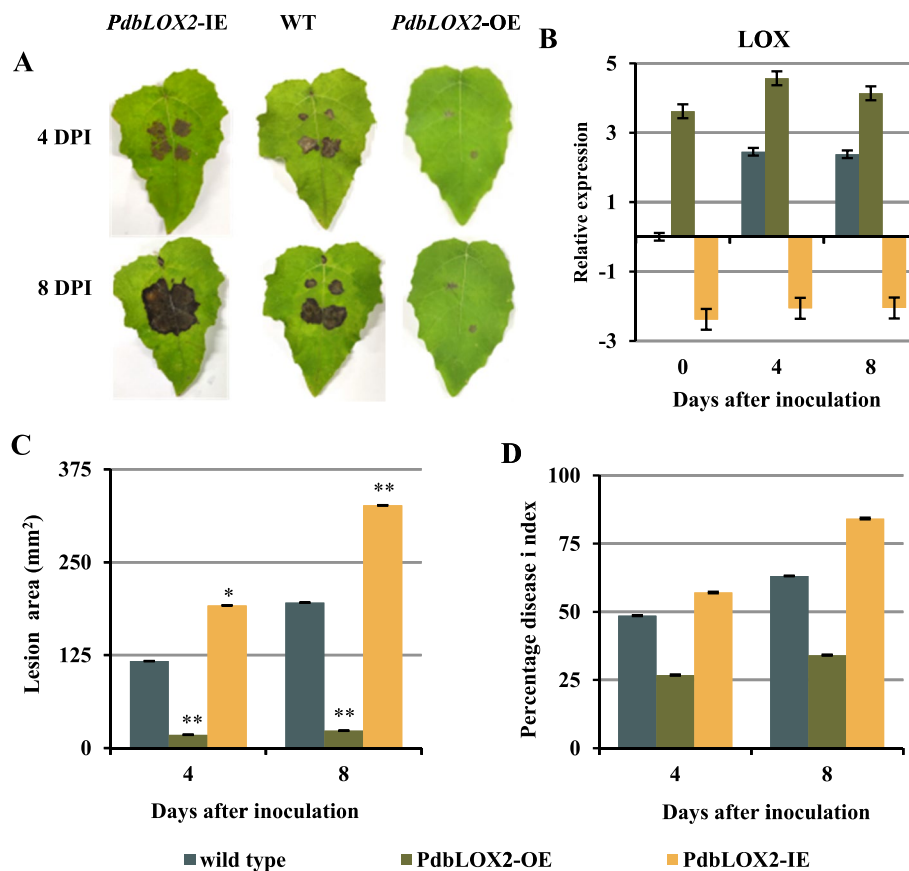 PdbLOX2-IE WT PdbLOX2-OE
A
4 DPI
8 DPI
B
LOX
Relative expression
5
3
1
-1
-3
0 4 8
Days after inoculation
C
Lesion area (mm²)
375
250
125
0
** * ** **
4 8
Days after inoculation
D
Percentage disease i ndex
100
75
50
25
0
4 8
Days after inoculation
wild type PdbLOX2-OE PdbLOX2-IE